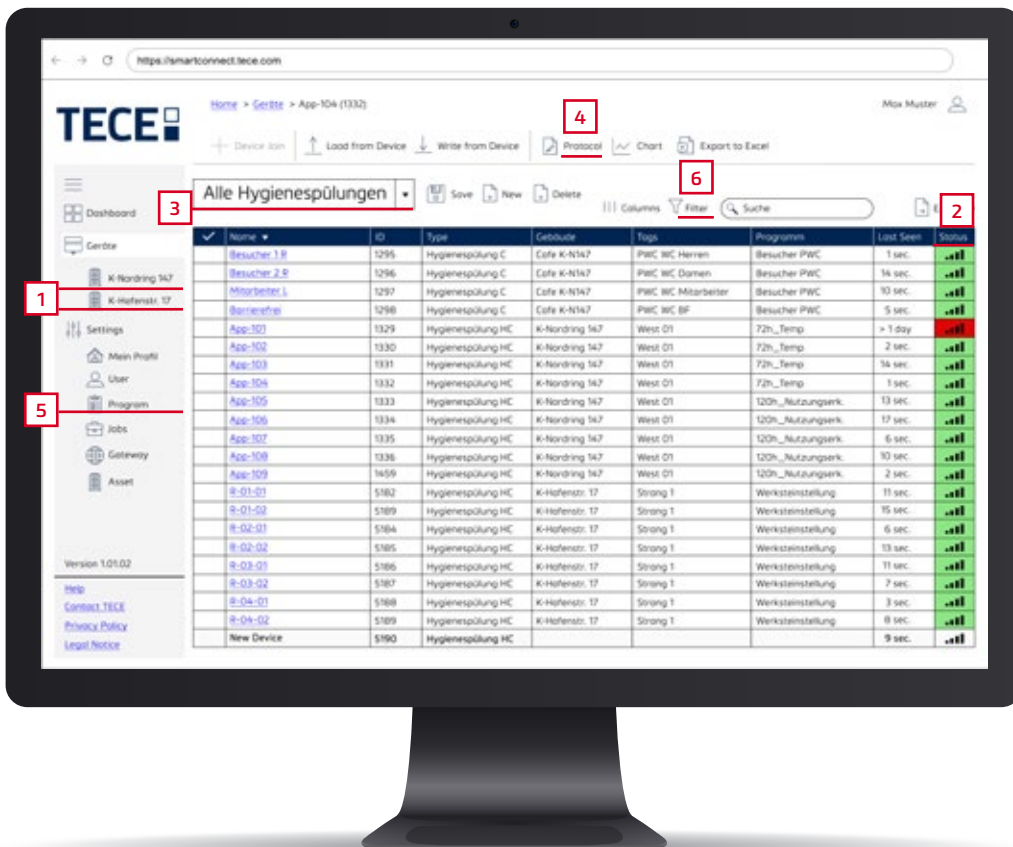 https://smartconnect.tece.com
TECE
Home > Geräte > App-104 (1332)
Max Muster
4
Device Join Load from Device Write from Device Protocol Chart Export to Excel
3
Alle Hygienespülungen Save New Delete
6
Columns Filter Suche
2
Dashboard
Geräte
K-Nordring 147
1
K-Hafenstr. 17
Settings
Mein Profil
User
5
Program
Jobs
Gateway
Asset
Version 1.01.02
Help
Contact TECE
Privacy Policy
Legal Notice
Name ID Type Gebäude Tags Programm Last Seen Status
Besucher 1 R 1295 Hygienespülung C Cafe K-N147 PWC WC Herren Besucher PWC 1 sec.
Besucher 2 R 1296 Hygienespülung C Cafe K-N147 PWC WC Damen Besucher PWC 14 sec.
Mitarbeiter L 1297 Hygienespülung C Cafe K-N147 PWC WC Mitarbeiter Besucher PWC 10 sec.
Barrierefrei 1298 Hygienespülung C Cafe K-N147 PWC WC BF Besucher PWC 5 sec.
App-101 1329 Hygienespülung HC K-Nordring 147 West 01 72h_Temp > 1 day
App-102 1330 Hygienespülung HC K-Nordring 147 West 01 72h_Temp 2 sec.
App-103 1331 Hygienespülung HC K-Nordring 147 West 01 72h_Temp 14 sec.
App-104 1332 Hygienespülung HC K-Nordring 147 West 01 72h_Temp 1 sec.
App-105 1333 Hygienespülung HC K-Nordring 147 West 01 120h_Nutzungserk. 13 sec.
App-106 1334 Hygienespülung HC K-Nordring 147 West 01 120h_Nutzungserk. 17 sec.
App-107 1335 Hygienespülung HC K-Nordring 147 West 01 120h_Nutzungserk. 6 sec.
App-108 1336 Hygienespülung HC K-Nordring 147 West 01 120h_Nutzungserk. 10 sec.
App-109 1459 Hygienespülung HC K-Nordring 147 West 01 120h_Nutzungserk. 2 sec.
R-01-01 5182 Hygienespülung HC K-Hafenstr. 17 Strang 1 Werkseinstellung 11 sec.
R-01-02 5189 Hygienespülung HC K-Hafenstr. 17 Strang 1 Werkseinstellung 15 sec.
R-02-01 5184 Hygienespülung HC K-Hafenstr. 17 Strang 1 Werkseinstellung 6 sec.
R-02-02 5185 Hygienespülung HC K-Hafenstr. 17 Strang 1 Werkseinstellung 13 sec.
R-03-01 5186 Hygienespülung HC K-Hafenstr. 17 Strang 1 Werkseinstellung 11 sec.
R-03-02 5187 Hygienespülung HC K-Hafenstr. 17 Strang 1 Werkseinstellung 7 sec.
R-04-01 5188 Hygienespülung HC K-Hafenstr. 17 Strang 1 Werkseinstellung 3 sec.
R-04-02 5189 Hygienespülung HC K-Hafenstr. 17 Strang 1 Werkseinstellung 8 sec.
New Device 5190 Hygienespülung HC 9 sec.